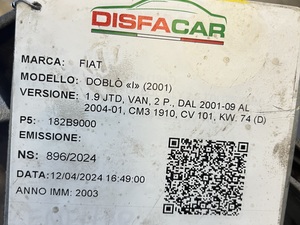 DISFACAR
MARCA: FIAT
MODELLO: DOBLÒ «I» (2001)
VERSIONE: 1.9 JTD, VAN, 2 P., DAL 2001-09 AL
2004-01, CM3 1910, CV 101, KW. 74 (D)
P5: 182B9000
EMISSIONE:
NS: 896/2024
DATA: 12/04/2024 16:49:00
ANNO IMM: 2003